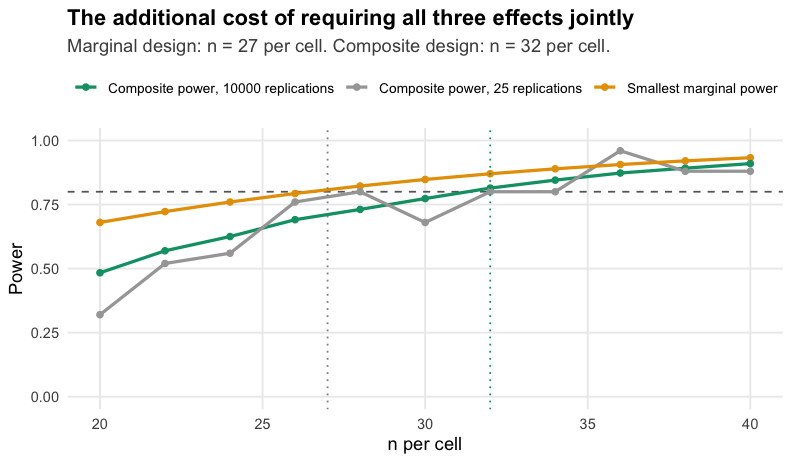 The additional cost of requiring all three effects jointly
Marginal design: n = 27 per cell. Composite design: n = 32 per cell.
Composite power, 10000 replications Composite power, 25 replications Smallest marginal power
1.00
0.75
0.50
0.25
0.00
Power
20 25 30 35 40
n per cell